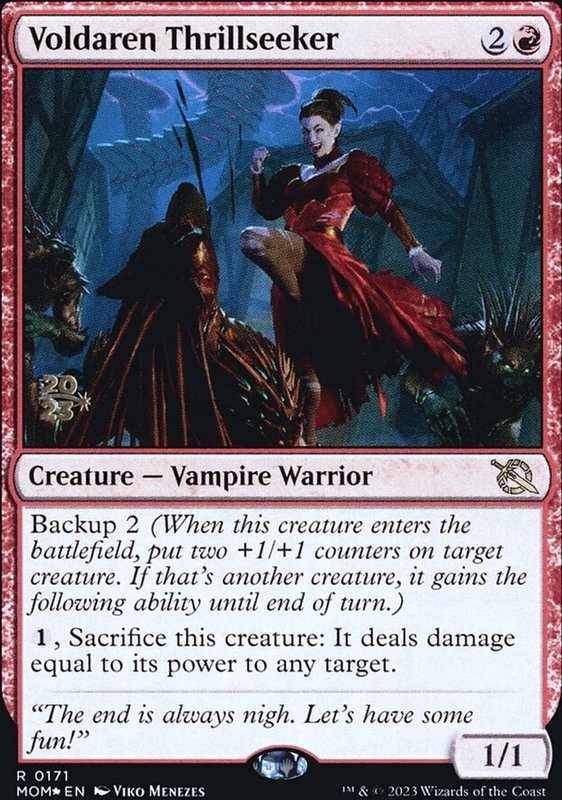 Voldaren Thrillseeker 2
20
23
Creature — Vampire Warrior
Backup 2 (When this creature enters the
battlefield, put two +1/+1 counters on target
creature. If that's another creature, it gains the
following ability until end of turn.)
1, Sacrifice this creature: It deals damage
equal to its power to any target.
"The end is always nigh. Let's have some
fun!"
1/1
R 0171
MOM★EN Viko Menezes
™ & © 2023 Wizards of the Coast